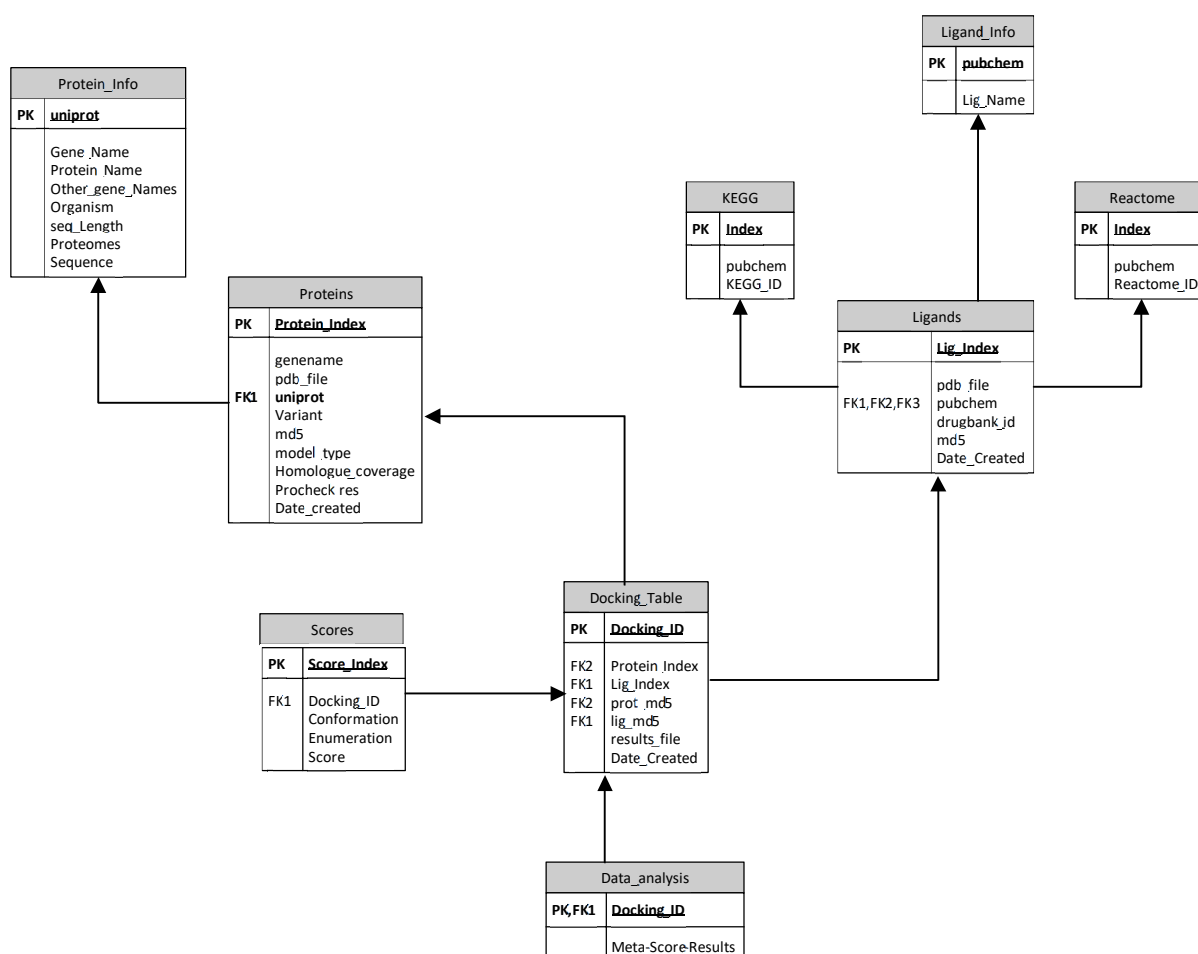 Ligand_Info
PK pubchem
Lig_Name
Protein_Info
PK uniprot
Gene_Name
Protein_Name
Other_gene_Names
Organism
seq_Length
Proteomes
Sequence
KEGG
PK Index
pubchem
KEGG_ID
Reactome
PK Index
pubchem
Reactome_ID
Proteins
PK Protein_Index
genename
pdb_file
FK1 uniprot
Variant
md5
model_type
Homologue_coverage
Procheck res
Date_created
Ligands
PK Lig_Index
pdb_file
FK1,FK2,FK3 pubchem
drugbank_id
md5
Date_Created
Docking_Table
PK Docking_ID
FK2 Protein_Index
FK1 Lig_Index
FK2 prot_md5
FK1 lig_md5
results_file
Date_Created
Scores
PK Score_Index
FK1 Docking_ID
Conformation
Enumeration
Score
Data_analysis
PK,FK1 Docking_ID
Meta-Score-Results